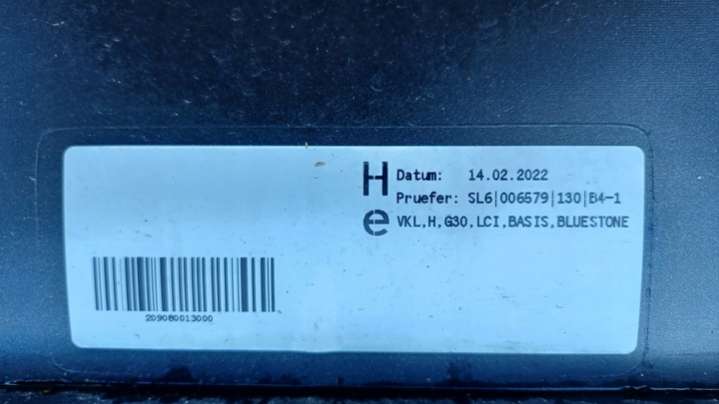 H Datum: 14.02.2022
Pruefer: SL6|006579|130|B4-1
e VKL,H,G30,LCI,BASIS,BLUESTONE
209080013000